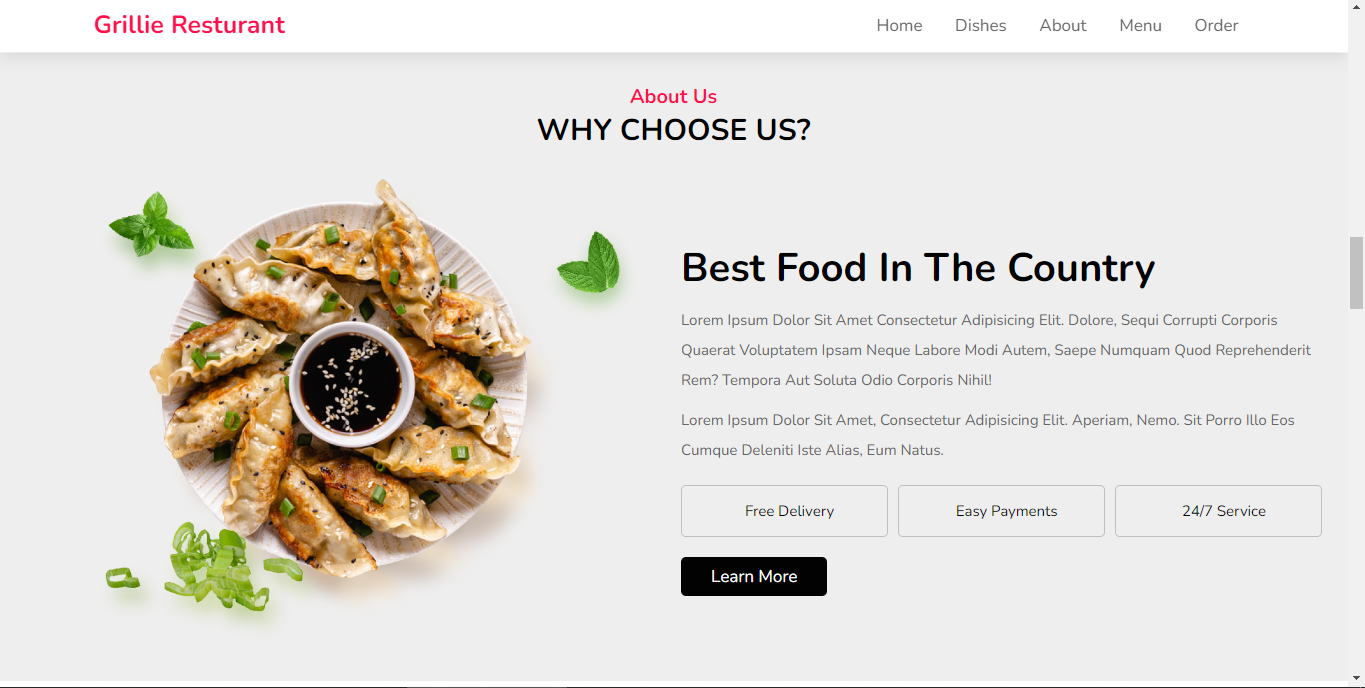 Grillie Resturant
Home Dishes About Menu Order
About Us
WHY CHOOSE US?
Best Food In The Country
Lorem Ipsum Dolor Sit Amet Consectetur Adipisicing Elit. Dolore, Sequi Corrupti Corporis
Quaerat Voluptatem Ipsam Neque Labore Modi Autem, Saepe Numquam Quod Reprehenderit
Rem? Tempora Aut Soluta Odio Corporis Nihil!
Lorem Ipsum Dolor Sit Amet, Consectetur Adipisicing Elit. Aperiam, Nemo. Sit Porro Illo Eos
Cumque Deleniti Iste Alias, Eum Natus.
Free Delivery
Easy Payments
24/7 Service
Learn More